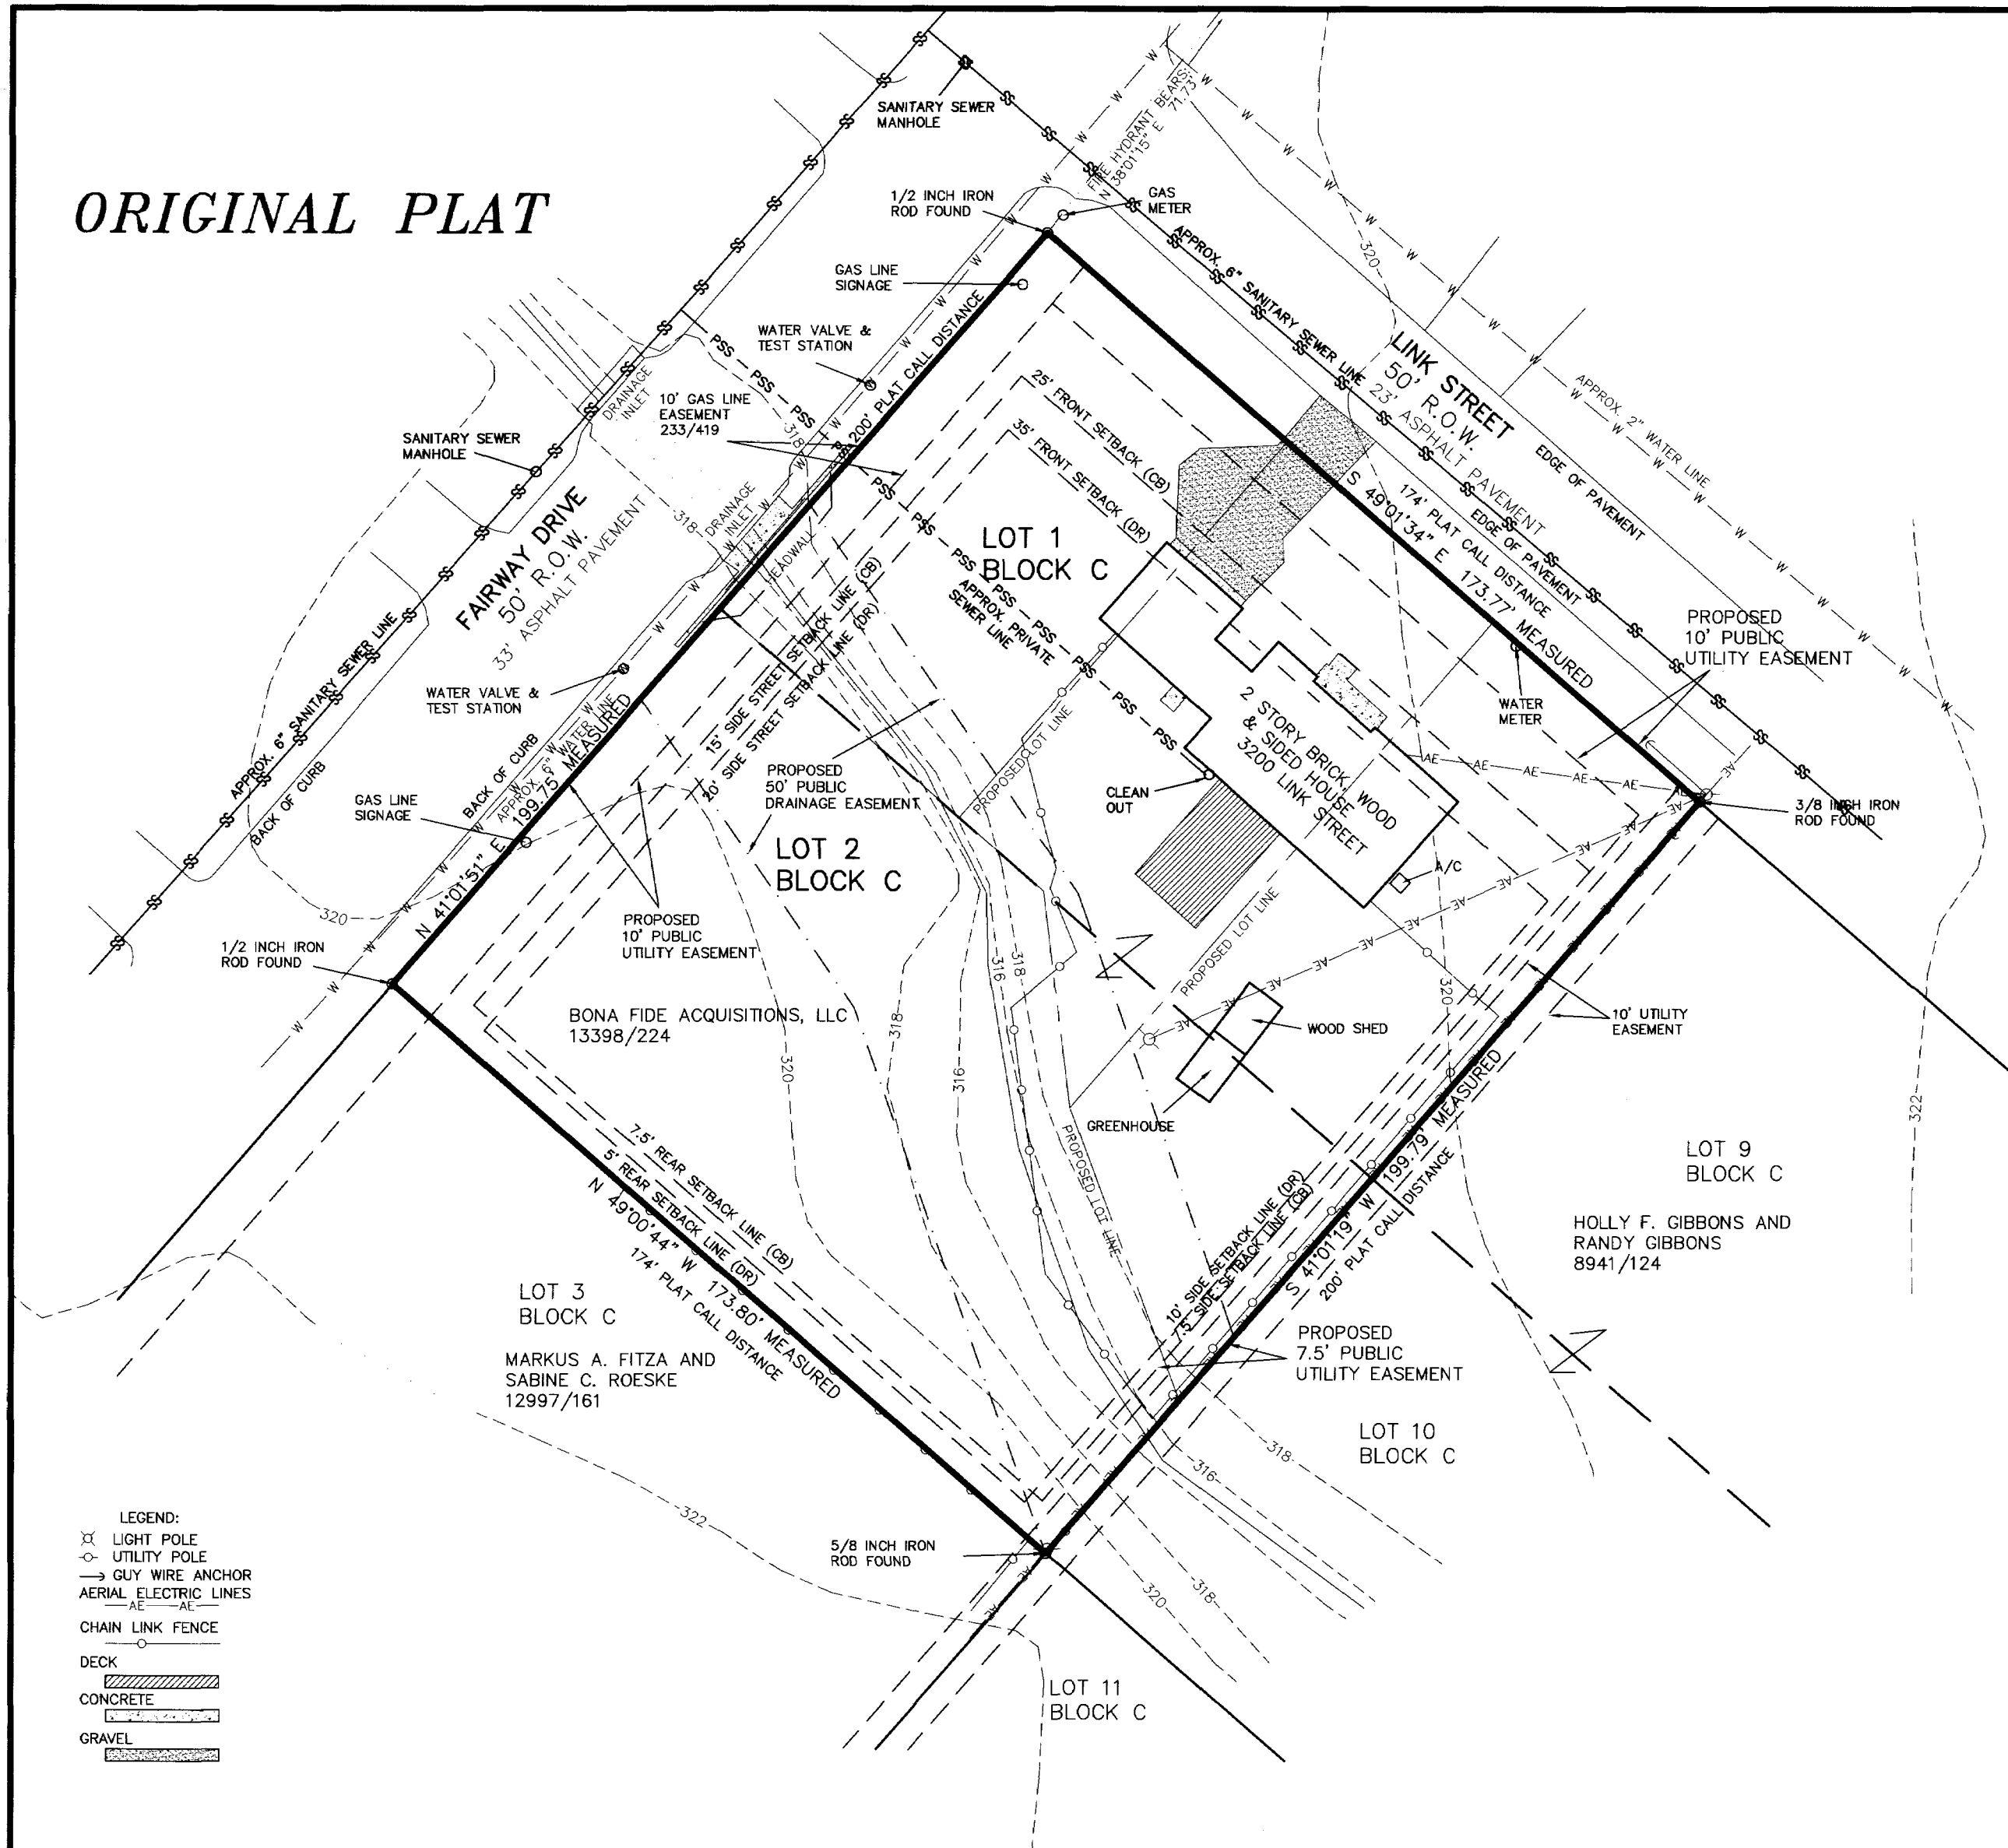 ORIGINAL PLAT
SANITARY SEWER
MANHOLE
FIRE HYDRANT BEARS:
N 38°01'15" E 71.73'
1/2 INCH IRON
ROD FOUND
GAS
METER
GAS LINE
SIGNAGE
WATER VALVE &
TEST STATION
10' GAS LINE
EASEMENT
233/419
SANITARY SEWER
MANHOLE
DRAINAGE
INLET
200' PLAT CALL DISTANCE
APPROX. 6" SANITARY SEWER LINE
LINK STREET
50' R.O.W.
23' ASPHALT PAVEMENT
EDGE OF PAVEMENT
APPROX. 2" WATER LINE
25' FRONT SETBACK (CB)
35' FRONT SETBACK (DR)
S 49°01'34" E 173.77' MEASURED
174' PLAT CALL DISTANCE
EDGE OF PAVEMENT
FAIRWAY DRIVE
50' R.O.W.
33' ASPHALT PAVEMENT
DRAINAGE
INLET
HEADWALL
LOT 1
BLOCK C
APPROX. PRIVATE
SEWER LINE
PROPOSED
10' PUBLIC
UTILITY EASEMENT
WATER
METER
APPROX. 6" SANITARY SEWER LINE
BACK OF CURB
WATER VALVE &
TEST STATION
15' SIDE STREET SETBACK LINE (CB)
20' SIDE STREET SETBACK LINE (DR)
BACK OF CURB
APPROX. 6" WATER LINE
N 41°01'51" E 199.75' MEASURED
GAS LINE
SIGNAGE
PROPOSED
50' PUBLIC
DRAINAGE EASEMENT
PROPOSED LOT LINE
CLEAN
OUT
2 STORY BRICK, WOOD
& SIDED HOUSE
3200 LINK STREET
A/C
3/8 INCH IRON
ROD FOUND
LOT 2
BLOCK C
PROPOSED
10' PUBLIC
UTILITY EASEMENT
PROPOSED LOT LINE
1/2 INCH IRON
ROD FOUND
BONA FIDE ACQUISITIONS, LLC
13398/224
WOOD SHED
10' UTILITY
EASEMENT
GREENHOUSE
PROPOSED LOT LINE
S 41°01'19" W 199.79' MEASURED
200' PLAT CALL DISTANCE
LOT 9
BLOCK C
HOLLY F. GIBBONS AND
RANDY GIBBONS
8941/124
7.5' REAR SETBACK LINE (CB)
5' REAR SETBACK LINE (DR)
N 49°00'44" W 173.80' MEASURED
174' PLAT CALL DISTANCE
10' SIDE SETBACK LINE (DR)
7.5' SIDE SETBACK LINE (CB)
LOT 3
BLOCK C
MARKUS A. FITZA AND
SABINE C. ROESKE
12997/161
PROPOSED
7.5' PUBLIC
UTILITY EASEMENT
LOT 10
BLOCK C
5/8 INCH IRON
ROD FOUND
LOT 11
BLOCK C
316
318
320
322
LEGEND:
LIGHT POLE
UTILITY POLE
GUY WIRE ANCHOR
AERIAL ELECTRIC LINES
AE AE
CHAIN LINK FENCE
DECK
CONCRETE
GRAVEL